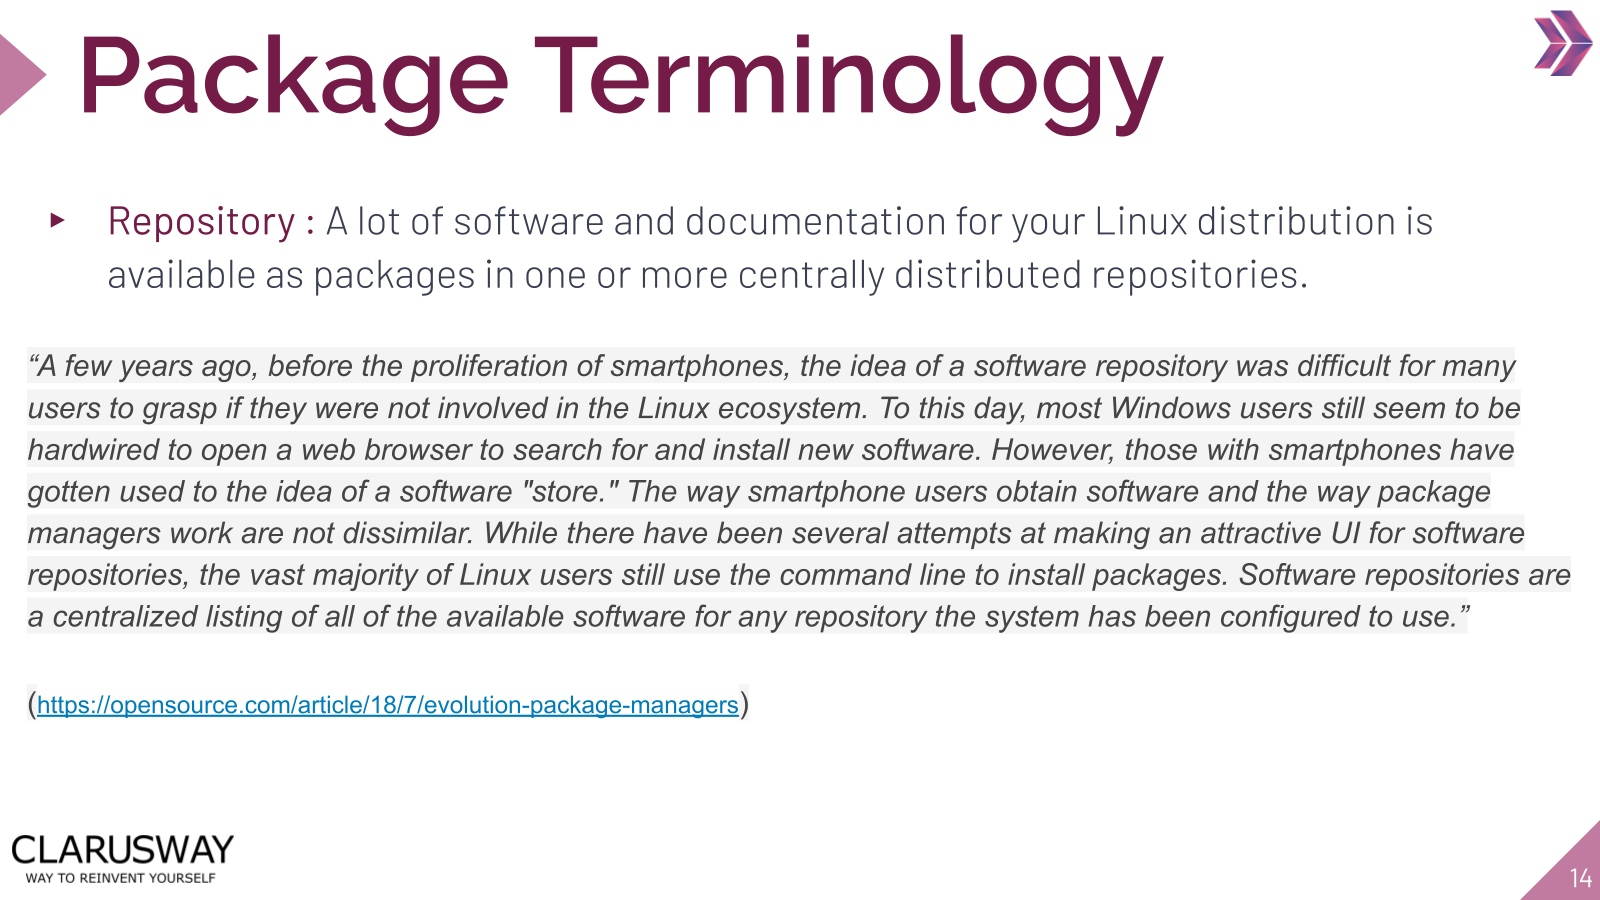 Package Terminology
Repository : A lot of software and documentation for your Linux distribution is
available as packages in one or more centrally distributed repositories.
“A few years ago, before the proliferation of smartphones, the idea of a software repository was difficult for many
users to grasp if they were not involved in the Linux ecosystem. To this day, most Windows users still seem to be
hardwired to open a web browser to search for and install new software. However, those with smartphones have
gotten used to the idea of a software "store." The way smartphone users obtain software and the way package
managers work are not dissimilar. While there have been several attempts at making an attractive UI for software
repositories, the vast majority of Linux users still use the command line to install packages. Software repositories are
a centralized listing of all of the available software for any repository the system has been configured to use.”
(https://opensource.com/article/18/7/evolution-package-managers)
CLARUSWAY
WAY TO REINVENT YOURSELF
14